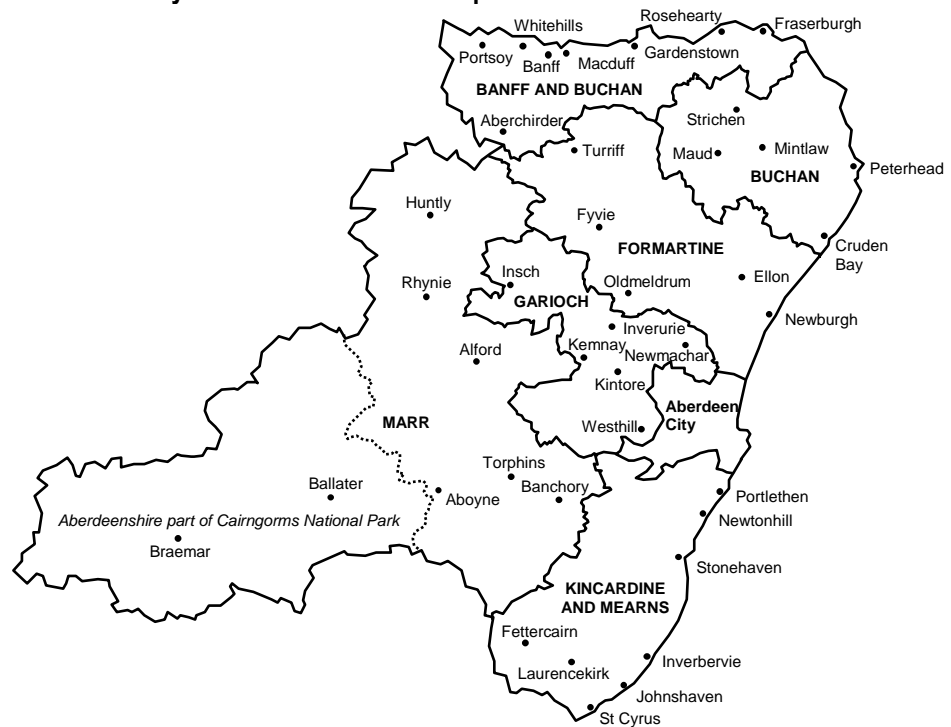 Rosehearty
Whitehills
Fraserburgh
Portsoy
Banff
Macduff
Gardenstown
BANFF AND BUCHAN
Aberchirder
Strichen
Turriff
Maud
Mintlaw
Peterhead
BUCHAN
Huntly
Fyvie
FORMARTINE
Cruden
Bay
Insch
Rhynie
GARIOCH
Oldmeldrum
Ellon
Newburgh
Inverurie
Kemnay
Newmachar
Alford
Kintore
Aberdeen
City
MARR
Westhill
Torphins
Ballater
Aboyne
Banchory
Portlethen
Newtonhill
Aberdeenshire part of Cairngorms National Park
Braemar
Stonehaven
KINCARDINE
AND MEARNS
Fettercairn
Laurencekirk
Inverbervie
Johnshaven
St Cyrus